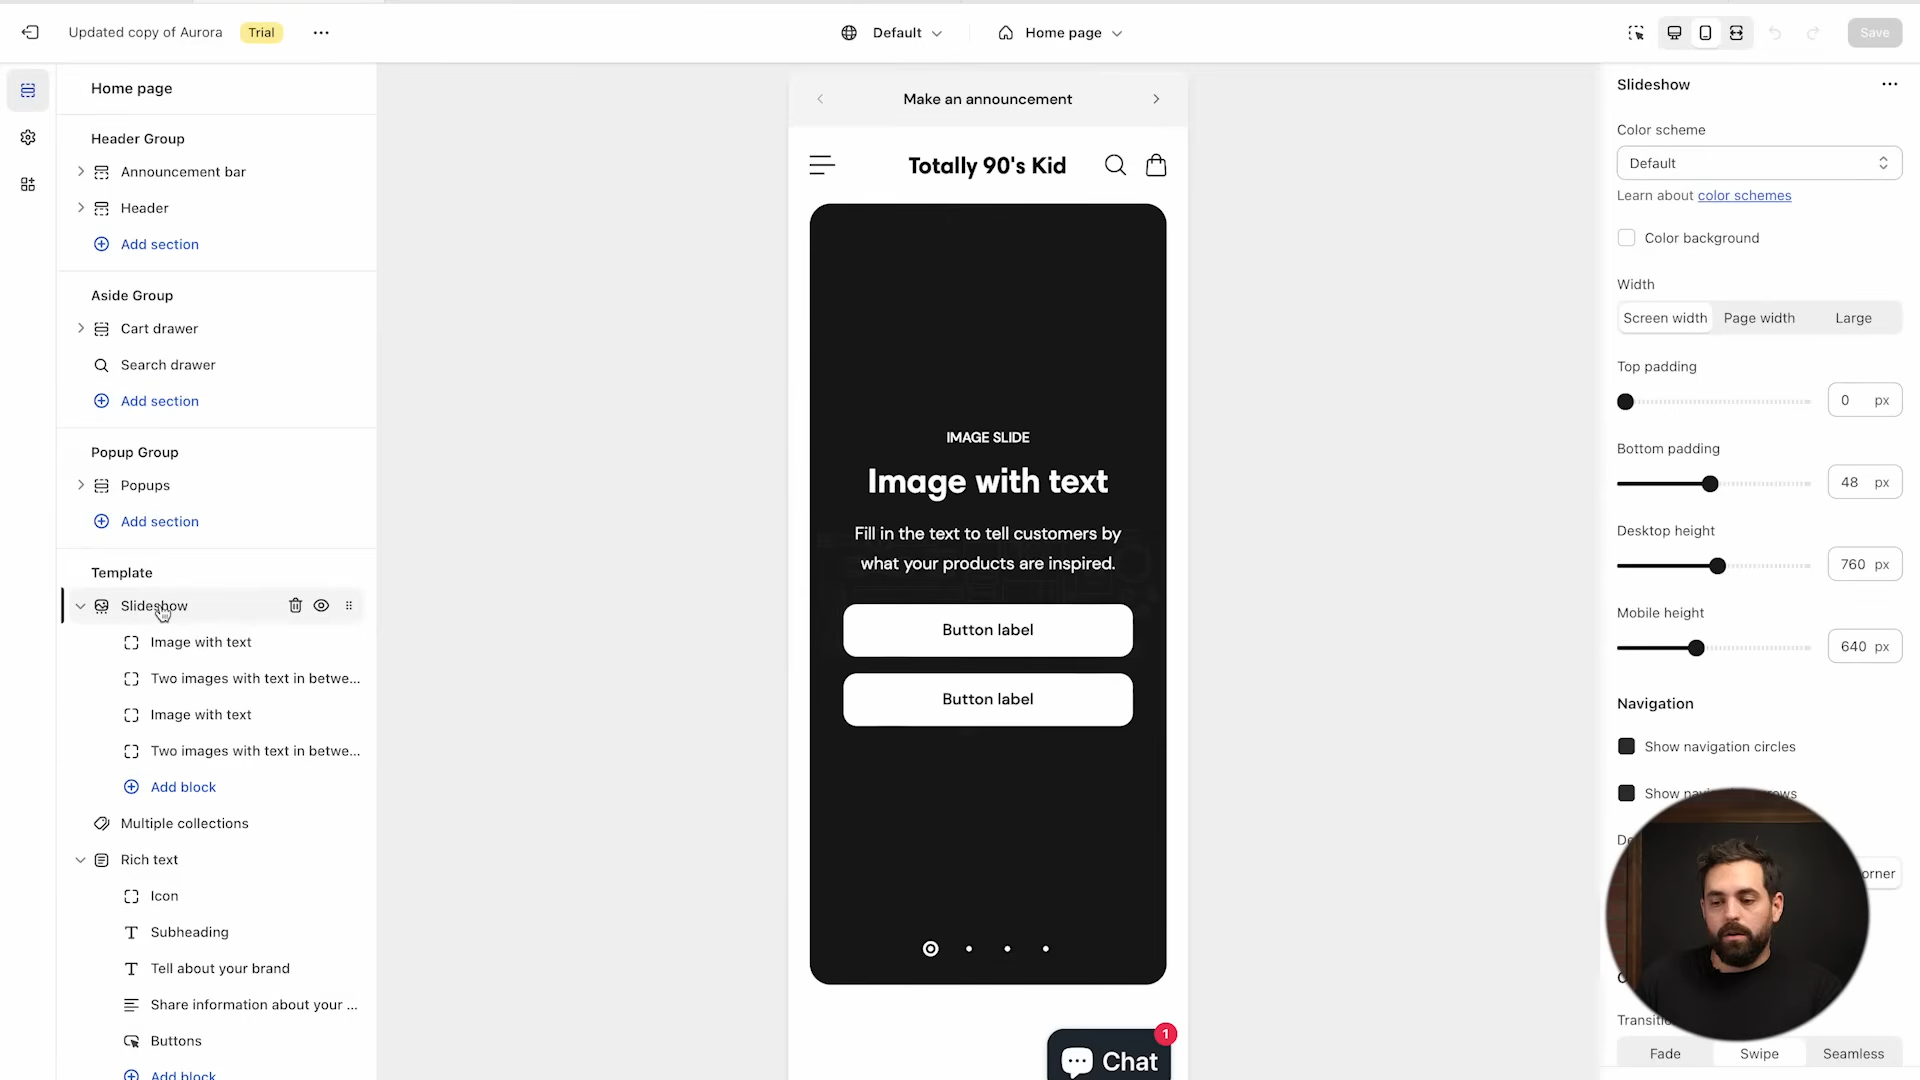 Updated copy of Aurora
Trial
Default
Home page
Save
Home page
Header Group
Announcement bar
Header
Add section
Aside Group
Cart drawer
Search drawer
Add section
Popup Group
Popups
Add section
Template
Slideshow
Image with text
Two images with text in betwe...
Image with text
Two images with text in betwe...
Add block
Multiple collections
Rich text
Icon
Subheading
Tell about your brand
Share information about your ...
Buttons
Add block
Make an announcement
Totally 90's Kid
IMAGE SLIDE
Image with text
Fill in the text to tell customers by
what your products are inspired.
Button label
Button label
1
Chat
Slideshow
Color scheme
Default
Learn about color schemes
Color background
Width
Screen width Page width Large
Top padding
0 px
Bottom padding
48 px
Desktop height
760 px
Mobile height
640 px
Navigation
Show navigation circles
Show
Fade Swipe Seamless